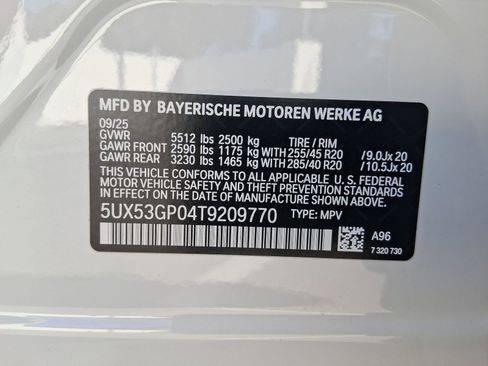 MFD BY BAYERISCHE MOTOREN WERKE AG
09/25
GVWR 5512 lbs 2500 kg TIRE / RIM
GAWR FRONT 2590 lbs 1175 kg WITH 255/45 R20 /9.0Jx 20
GAWR REAR 3230 lbs 1465 kg WITH 285/40 R20 /10.5Jx 20
THIS VEHICLE CONFORMS TO ALL APPLICABLE U. S. FEDERAL
MOTOR VEHICLE SAFETY AND THEFT PREVENTION STANDARDS
IN EFFECT ON THE DATE OF MANUFACTURE SHOWN ABOVE.
5UX53GP04T9209770 TYPE: MPV
A96
7 320 730